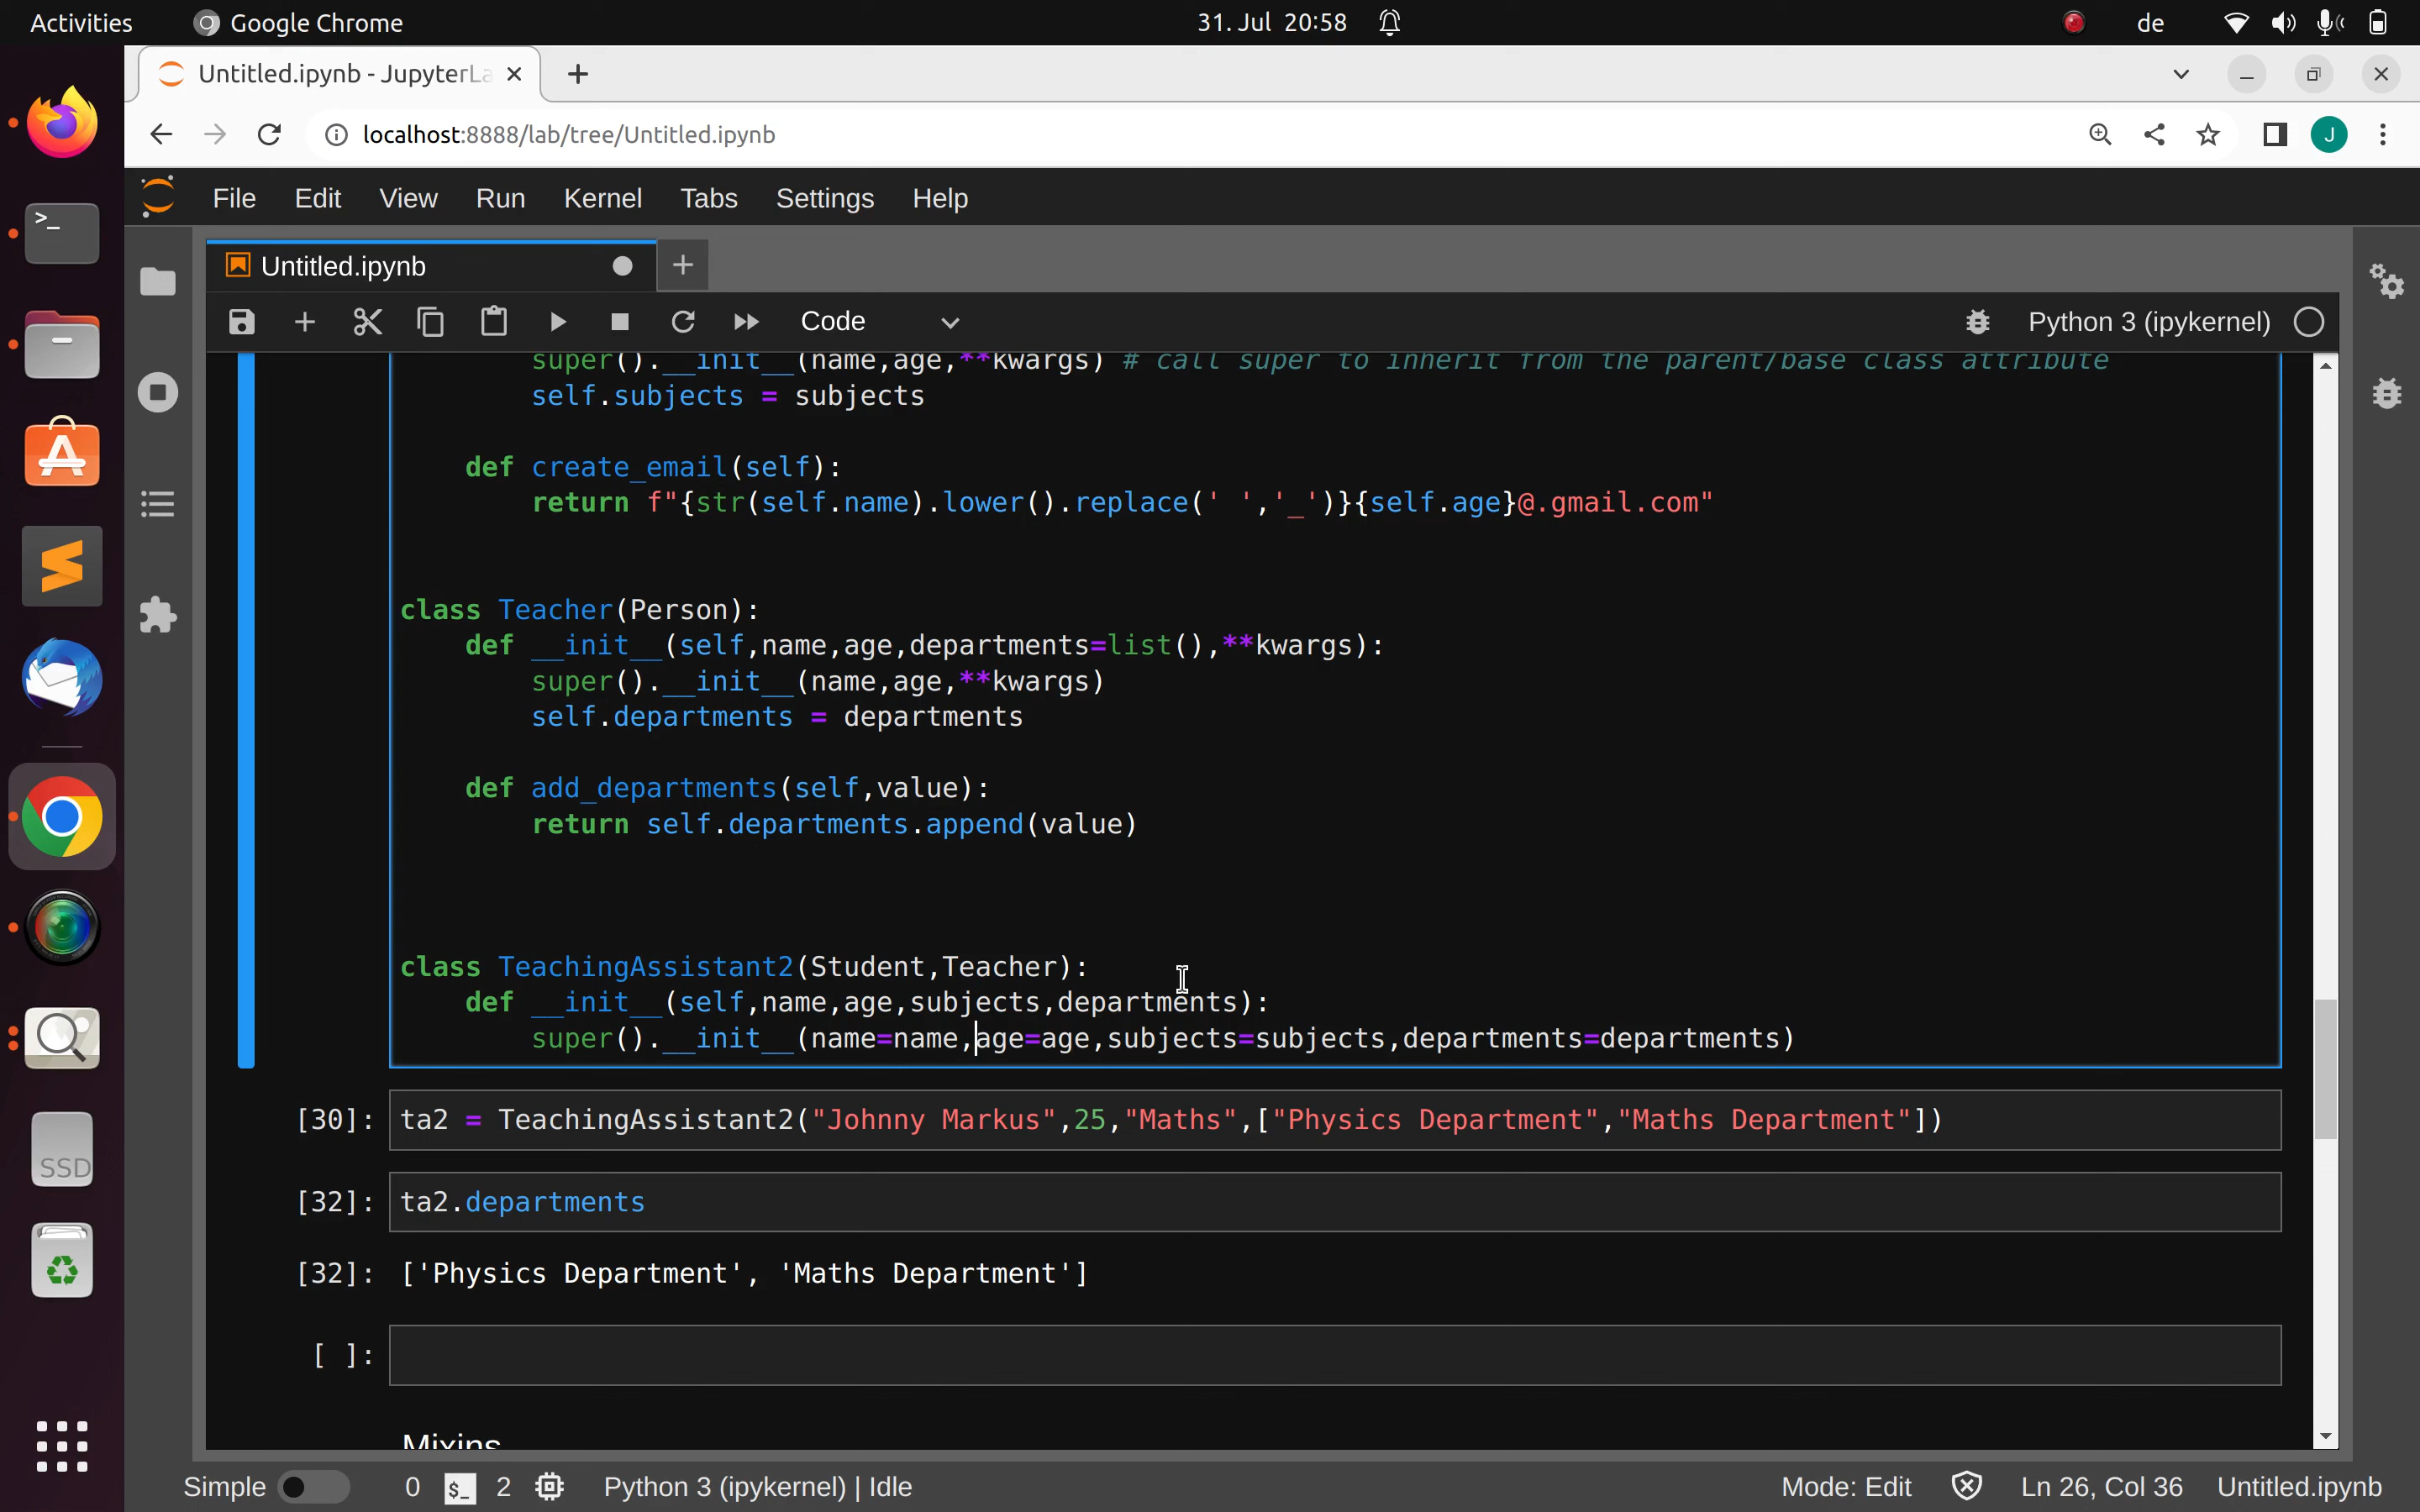 Activities Google Chrome 31. Jul 20:58 de
Untitled.ipynb - JupyterLa
localhost:8888/lab/tree/Untitled.ipynb J
File Edit View Run Kernel Tabs Settings Help
Untitled.ipynb
Code Python 3 (ipykernel)
super().__init__(name,age,**kwargs) # call super to inherit from the parent/base class attribute
self.subjects = subjects
def create_email(self):
return f"{str(self.name).lower().replace(' ','_')}{self.age}@.gmail.com"
class Teacher(Person):
def __init__(self,name,age,departments=list(),**kwargs):
super().__init__(name,age,**kwargs)
self.departments = departments
def add_departments(self,value):
return self.departments.append(value)
class TeachingAssistant2(Student,Teacher):
def __init__(self,name,age,subjects,departments):
super().__init__(name=name,age=age,subjects=subjects,departments=departments)
[30]: ta2 = TeachingAssistant2("Johnny Markus",25,"Maths",["Physics Department","Maths Department"])
[32]: ta2.departments
[32]: ['Physics Department', 'Maths Department']
[ ]:
Mixins
SSD
Simple 0 $_ 2 Python 3 (ipykernel) | Idle Mode: Edit Ln 26, Col 36 Untitled.ipynb